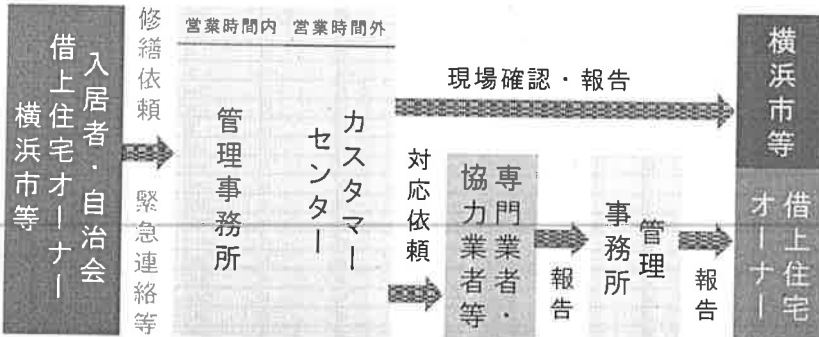 入居者・自治会
借上住宅オーナー
横浜市等
修繕依頼
緊急連絡等
営業時間内
営業時間外
管理事務所
カスタマー
センター
現場確認・報告
対応依頼
専門業者・
協力業者等
報告
管理
事務所
報告
横浜市等
借上住宅
オーナー